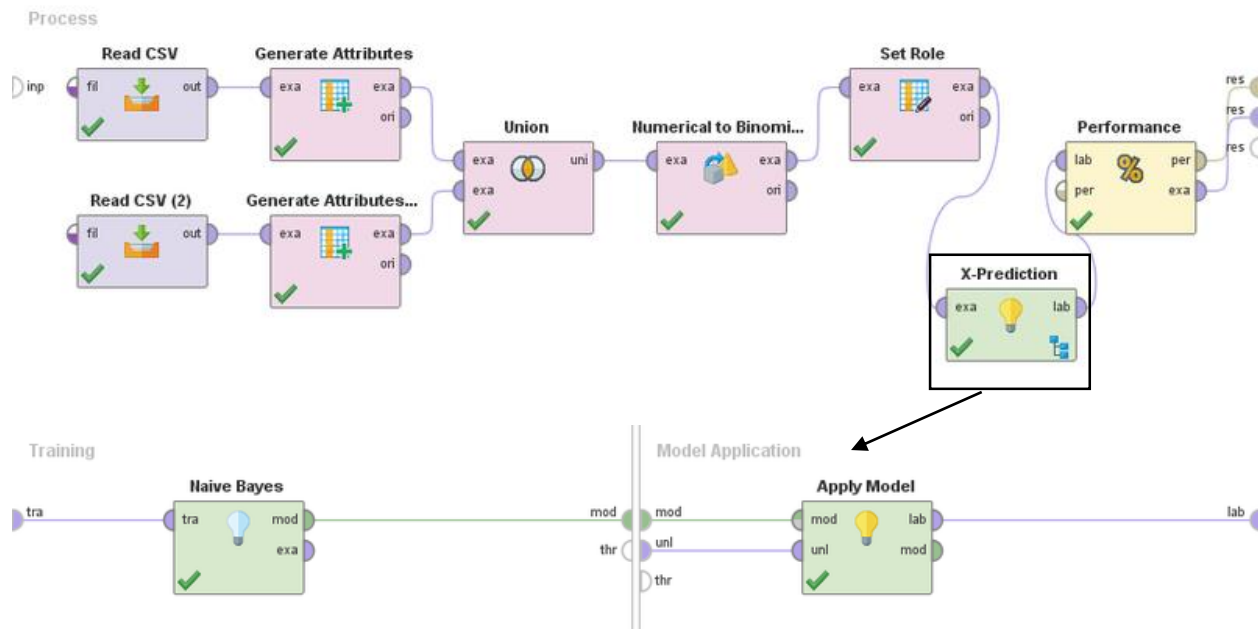 Process
Read CSV
Generate Attributes
Set Role
inp
fil
out
exa
exa
ori
exa
exa
ori
res
res
res
Union
Numerical to Binomi...
Performance
exa
uni
exa
exa
exa
ori
lab
per
per
exa
Read CSV (2)
Generate Attributes...
fil
out
exa
exa
ori
X-Prediction
exa
lab
Training
Model Application
Naive Bayes
Apply Model
tra
tra
mod
exa
mod
thr
mod
unl
thr
mod
lab
unl
mod
lab